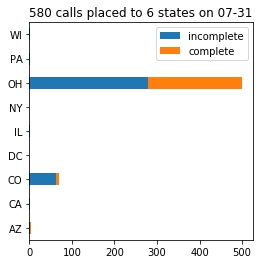 580 calls placed to 6 states on 07-31
incomplete
complete
WI
PA
OH
NY
IL
DC
CO
CA
AZ
0 100 200 300 400 500